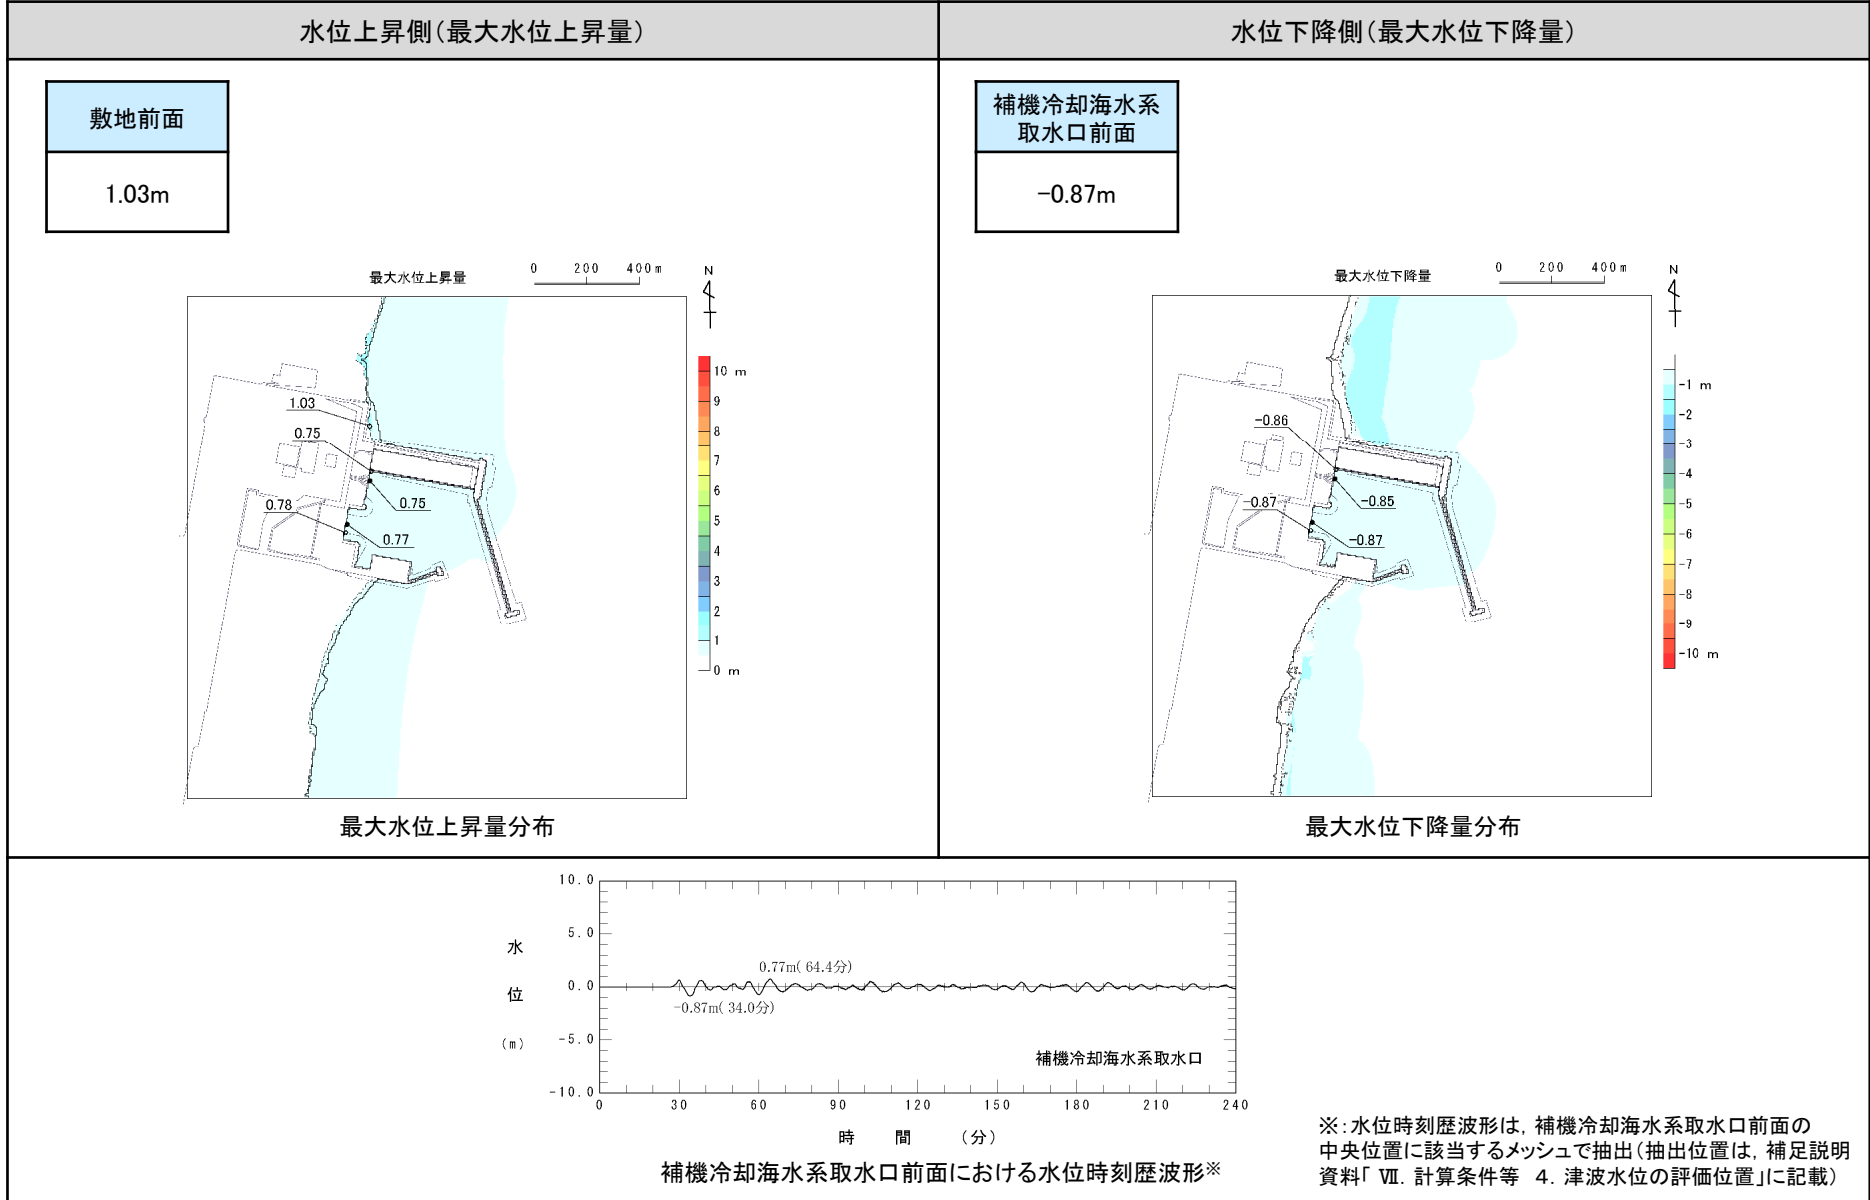 水位上昇側(最大水位上昇量)
水位下降側(最大水位下降量)
敷地前面
1.03m
補機冷却海水系
取水口前面
−0.87m
最大水位上昇量
0 200 400m
N
1.03
0.75
0.75
0.78
0.77
10 m
9
8
7
6
5
4
3
2
1
0 m
最大水位上昇量分布
最大水位下降量
0 200 400m
N
-0.86
-0.85
-0.87
-0.87
-1 m
-2
-3
-4
-5
-6
-7
-8
-9
-10 m
最大水位下降量分布
10.0
5.0
0.0
-5.0
-10.0
水位(m)
0.77m( 64.4分)
-0.87m( 34.0分)
補機冷却海水系取水口
0 30 60 90 120 150 180 210 240
時 間 (分)
補機冷却海水系取水口前面における水位時刻歴波形※
※:水位時刻歴波形は,補機冷却海水系取水口前面の
中央位置に該当するメッシュで抽出(抽出位置は,補足説明
資料「 Ⅶ.計算条件等 4.津波水位の評価位置」に記載)